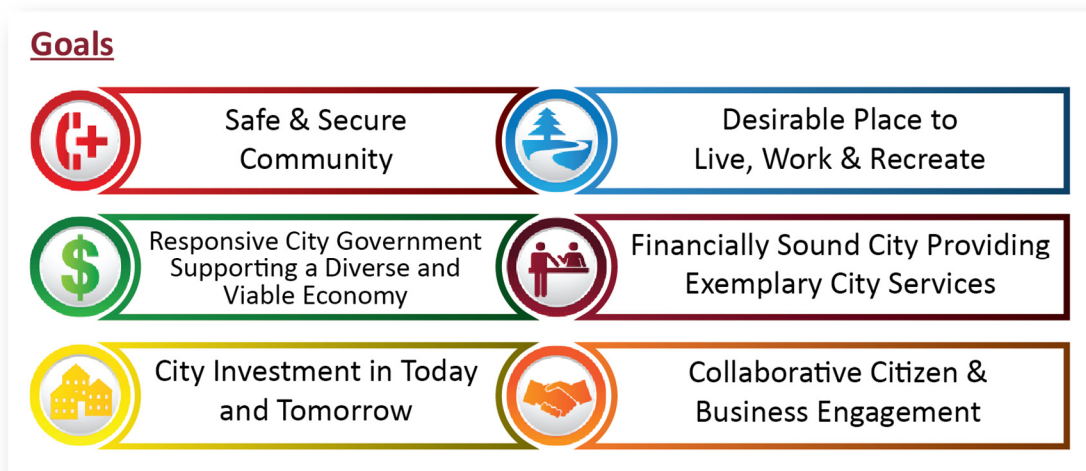 Goals
Safe & Secure
Community
Desirable Place to
Live, Work & Recreate
Responsive City Government
Supporting a Diverse and
Viable Economy
Financially Sound City Providing
Exemplary City Services
City Investment in Today
and Tomorrow
Collaborative Citizen &
Business Engagement